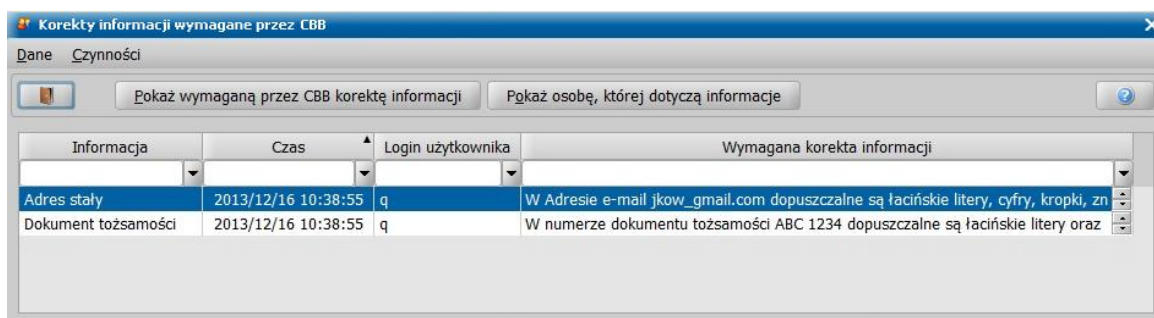 Korekty informacji wymagane przez CBB
Dane Czynności
Pokaż wymaganą przez CBB korektę informacji Pokaż osobę, której dotyczą informacje
Informacja Czas Login użytkownika Wymagana korekta informacji
Adres stały 2013/12/16 10:38:55 q W Adresie e-mail jkow_gmail.com dopuszczalne są łacińskie litery, cyfry, kropki, zn
Dokument tożsamości 2013/12/16 10:38:55 q W numerze dokumentu tożsamości ABC 1234 dopuszczalne są łacińskie litery oraz